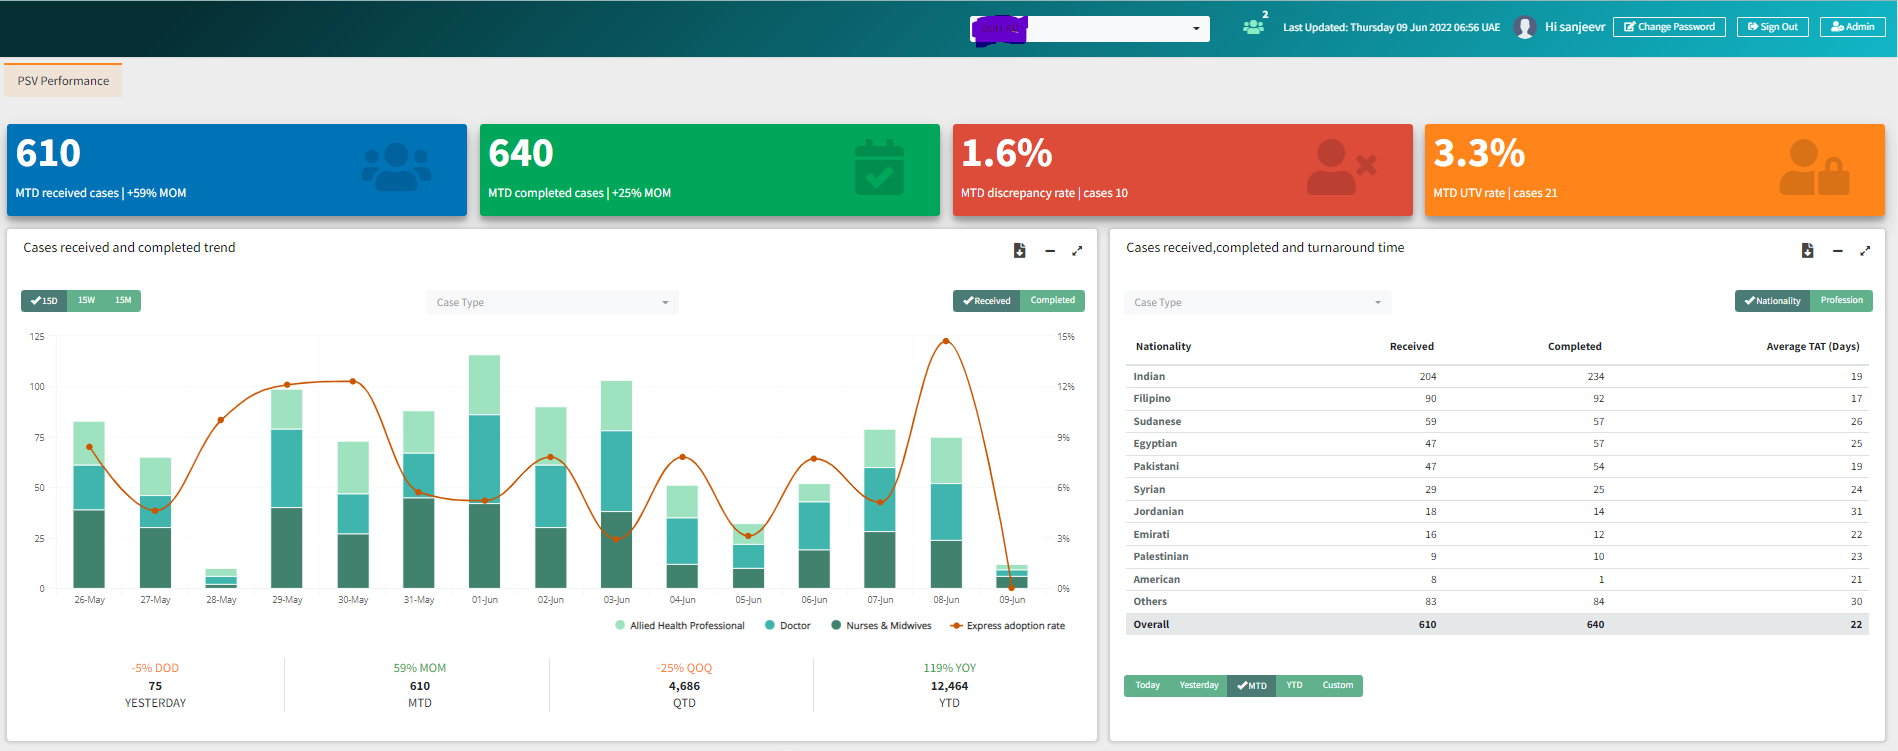 2
Last Updated: Thursday 09 Jun 2022 06:56 UAE
Hi sanjeevr
Change Password
Sign Out
Admin
PSV Performance
610
MTD received cases | +59% MOM
640
MTD completed cases | +25% MOM
1.6%
MTD discrepancy rate | cases 10
3.3%
MTD UTV rate | cases 21
Cases received and completed trend
15D 15W 15M
Case Type
Received Completed
125
100
75
50
25
0
15%
12%
9%
6%
3%
0%
26-May 27-May 28-May 29-May 30-May 31-May 01-Jun 02-Jun 03-Jun 04-Jun 05-Jun 06-Jun 07-Jun 08-Jun 09-Jun
Allied Health Professional Doctor Nurses & Midwives Express adoption rate
-5% DOD
75
YESTERDAY
59% MOM
610
MTD
-25% QOQ
4,686
QTD
119% YOY
12,464
YTD
Cases received,completed and turnaround time
Case Type
Nationality Profession
Nationality Received Completed Average TAT (Days)
Indian 204 234 19
Filipino 90 92 17
Sudanese 59 57 26
Egyptian 47 57 25
Pakistani 47 54 19
Syrian 29 25 24
Jordanian 18 14 31
Emirati 16 12 22
Palestinian 9 10 23
American 8 1 21
Others 83 84 30
Overall 610 640 22
Today Yesterday MTD YTD Custom